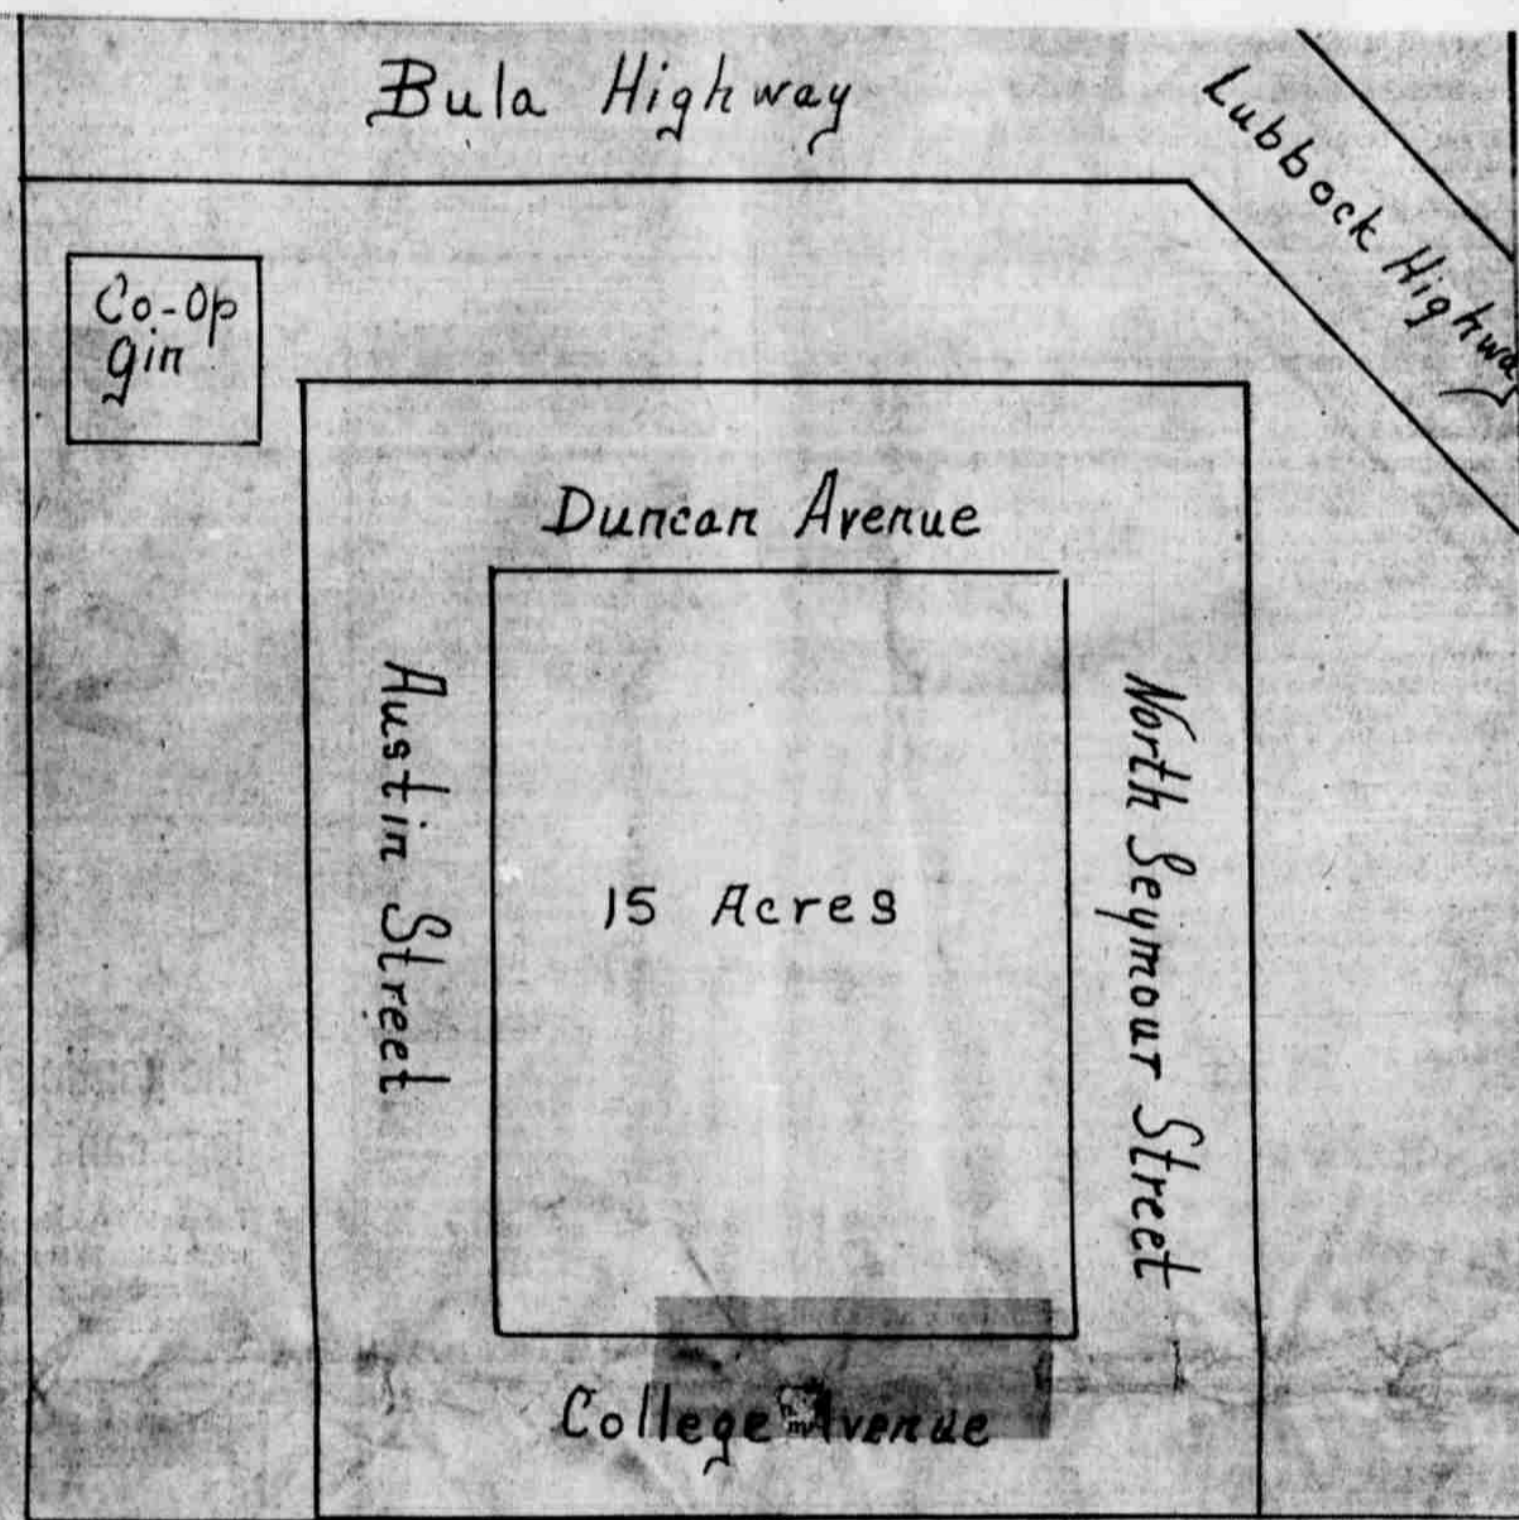 Bula Highway
Lubbock Highway
Co-Op
Gin
Duncan Avenue
Austin Street
15 Acres
North Seymour Street
College Avenue